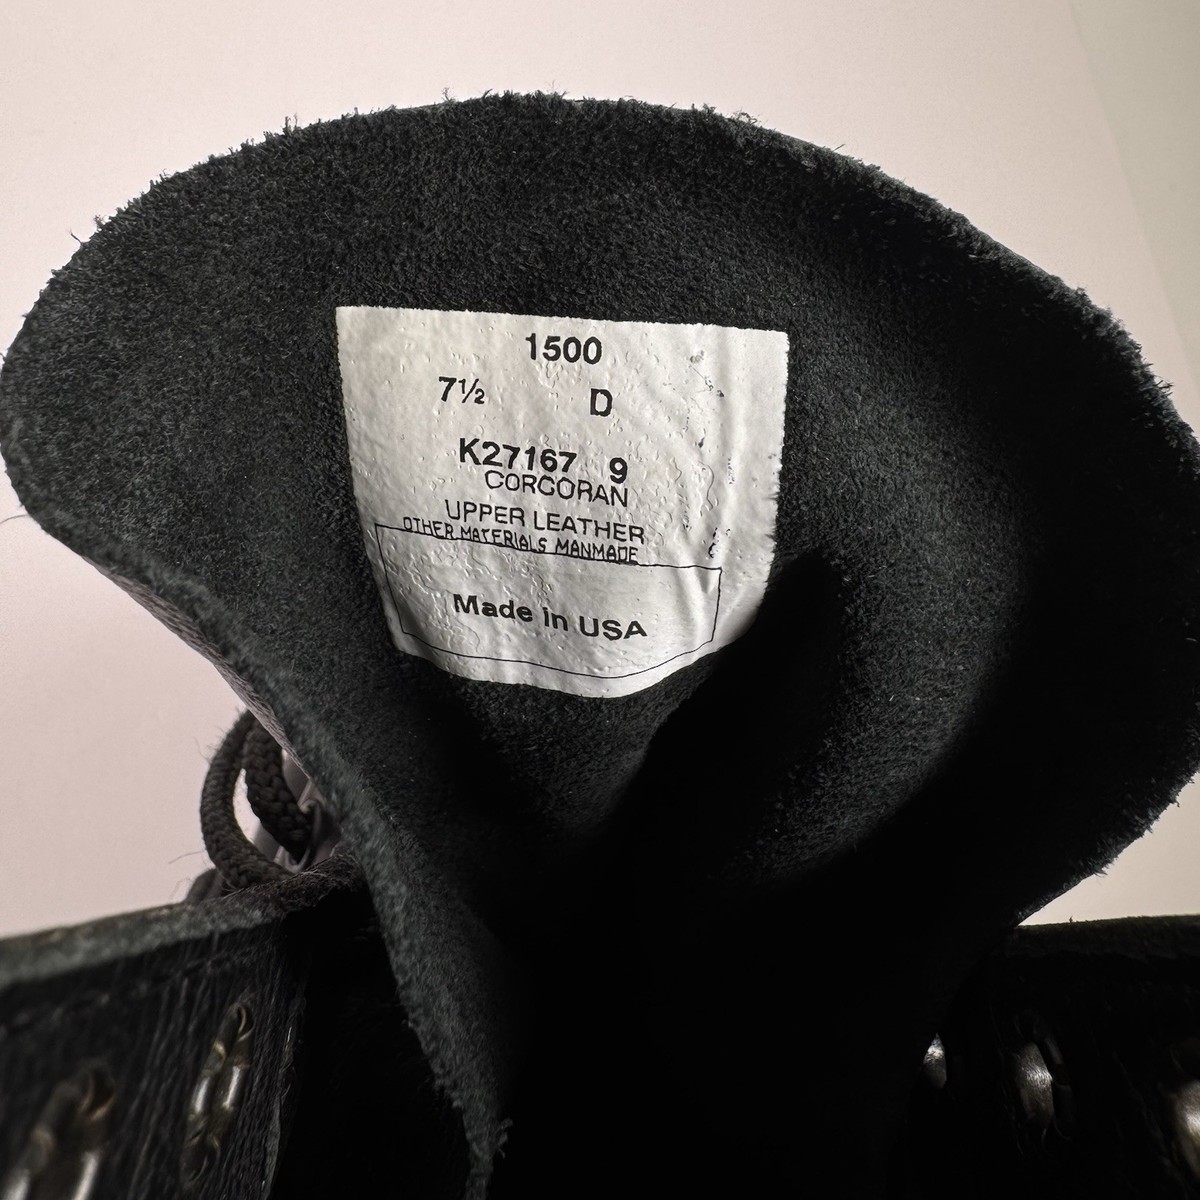 1500
7½ D
K27167 9
CORCORAN
UPPER LEATHER
OTHER MATERIALS MANMADE
Made in USA